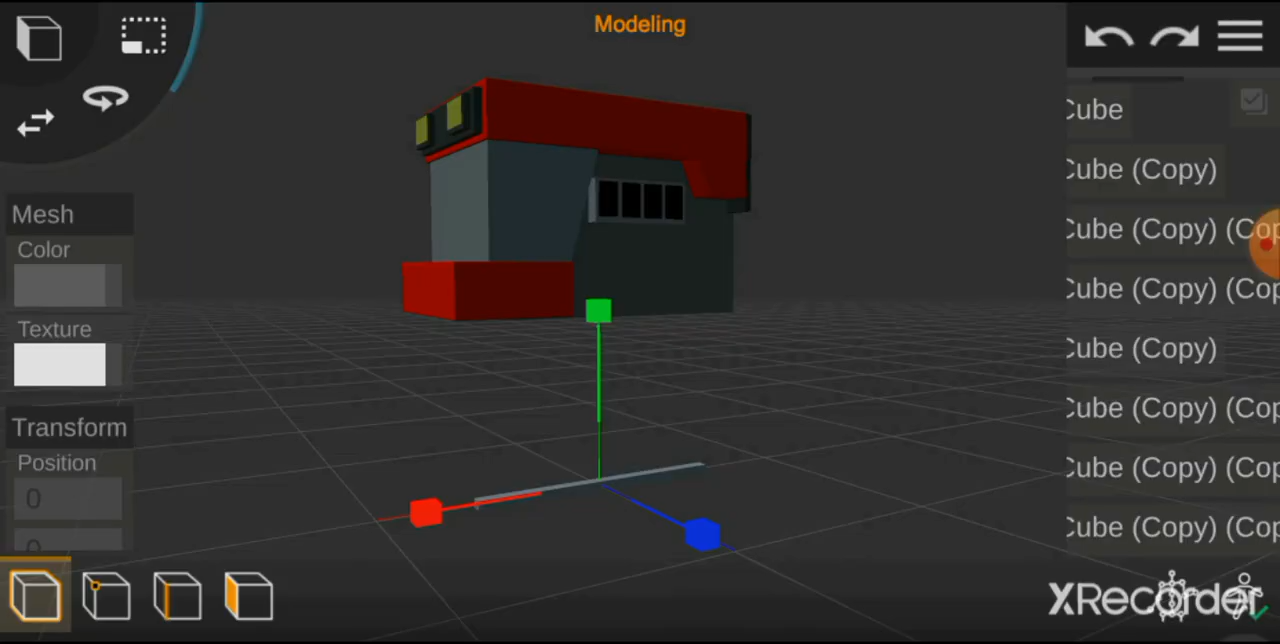 Modeling
Mesh
Color
Texture
Transform
Position
0
0
Cube
Cube (Copy)
Cube (Copy) (Cop
Cube (Copy) (Cop
Cube (Copy)
Cube (Copy) (Cop
Cube (Copy) (Cop
Cube (Copy) (Cop
XRecorder